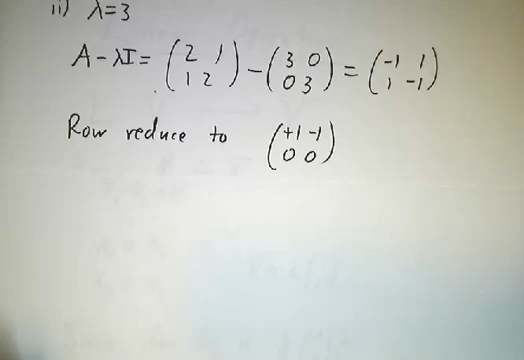 ii) λ=3
A - λI = (2 1 / 1 2) - (3 0 / 0 3) = (-1 1 / 1 -1)
Row reduce to (+1 -1 / 0 0)